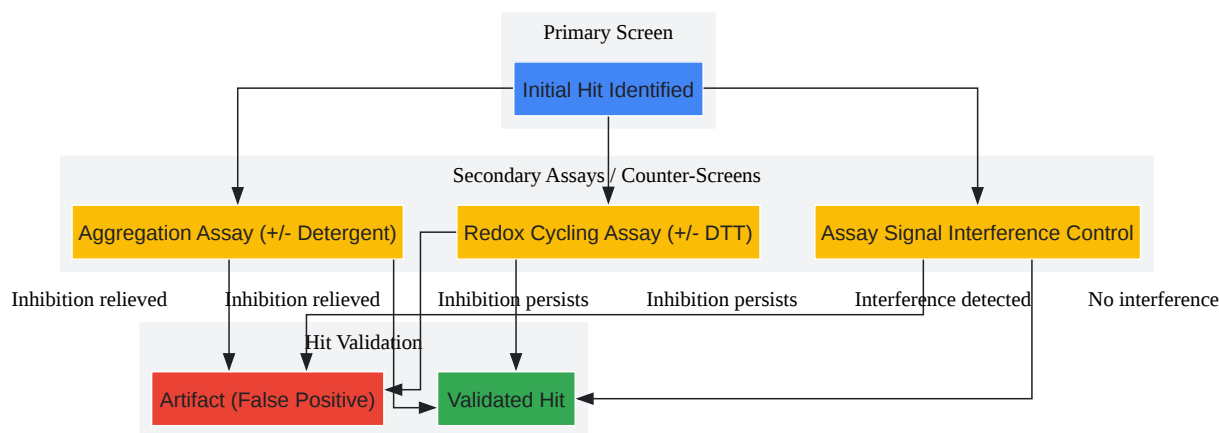 Primary Screen
Initial Hit Identified
Secondary Assays / Counter-Screens
Aggregation Assay (+/- Detergent)
Redox Cycling Assay (+/- DTT)
Assay Signal Interference Control
Inhibition relieved
Inhibition relieved
Inhibition persists
Inhibition persists
Interference detected
No interference
Hit Validation
Artifact (False Positive)
Validated Hit